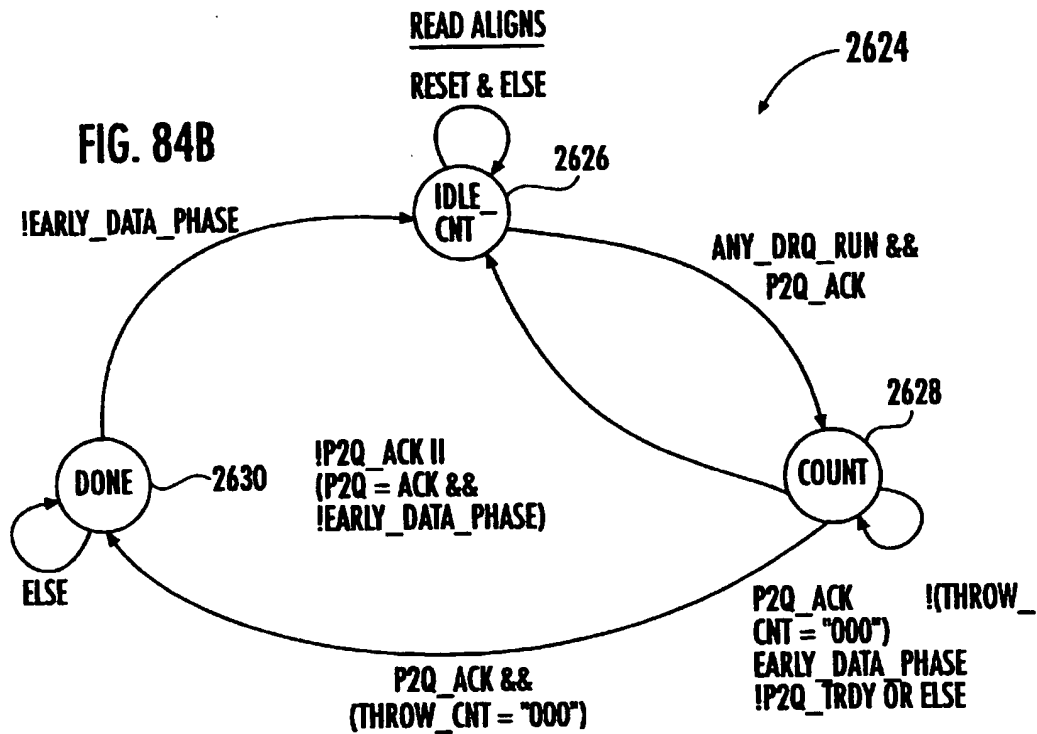 READ ALIGNS
2624
RESET & ELSE
FIG. 84B
2626
IDLE_
CNT
!EARLY_DATA_PHASE
ANY_DRQ_RUN &&
P2Q_ACK
2628
!P2Q_ACK II
(P2Q = ACK &&
!EARLY_DATA_PHASE)
DONE
2630
COUNT
ELSE
P2Q_ACK !(THROW_
CNT = "000")
EARLY_DATA_PHASE
!P2Q_TRDY OR ELSE
P2Q_ACK &&
(THROW_CNT = "000")